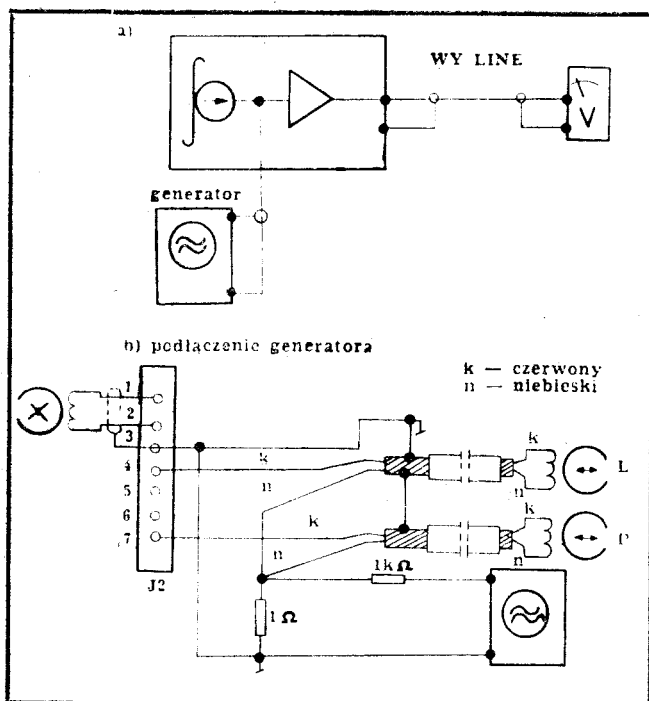 a)
WY LINE
V
generator
b) podłączenie generatora
k — czerwony
n — niebieski
1
2
3
4
5
6
7
J2
k
n
k
n
k
n
L
k
n
P
1kΩ
1Ω